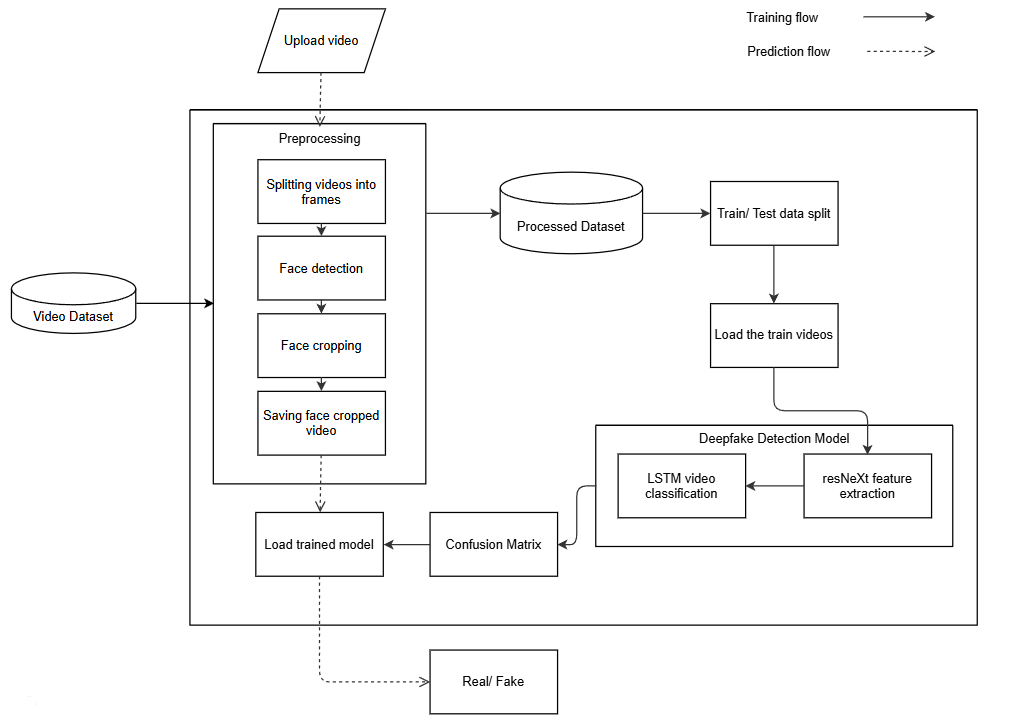 Upload video
Training flow
Prediction flow
Preprocessing
Splitting videos into
frames
Face detection
Face cropping
Saving face cropped
video
Video Dataset
Processed Dataset
Train/ Test data split
Load the train videos
Deepfake Detection Model
resNeXt feature
extraction
LSTM video
classification
Confusion Matrix
Load trained model
Real/ Fake